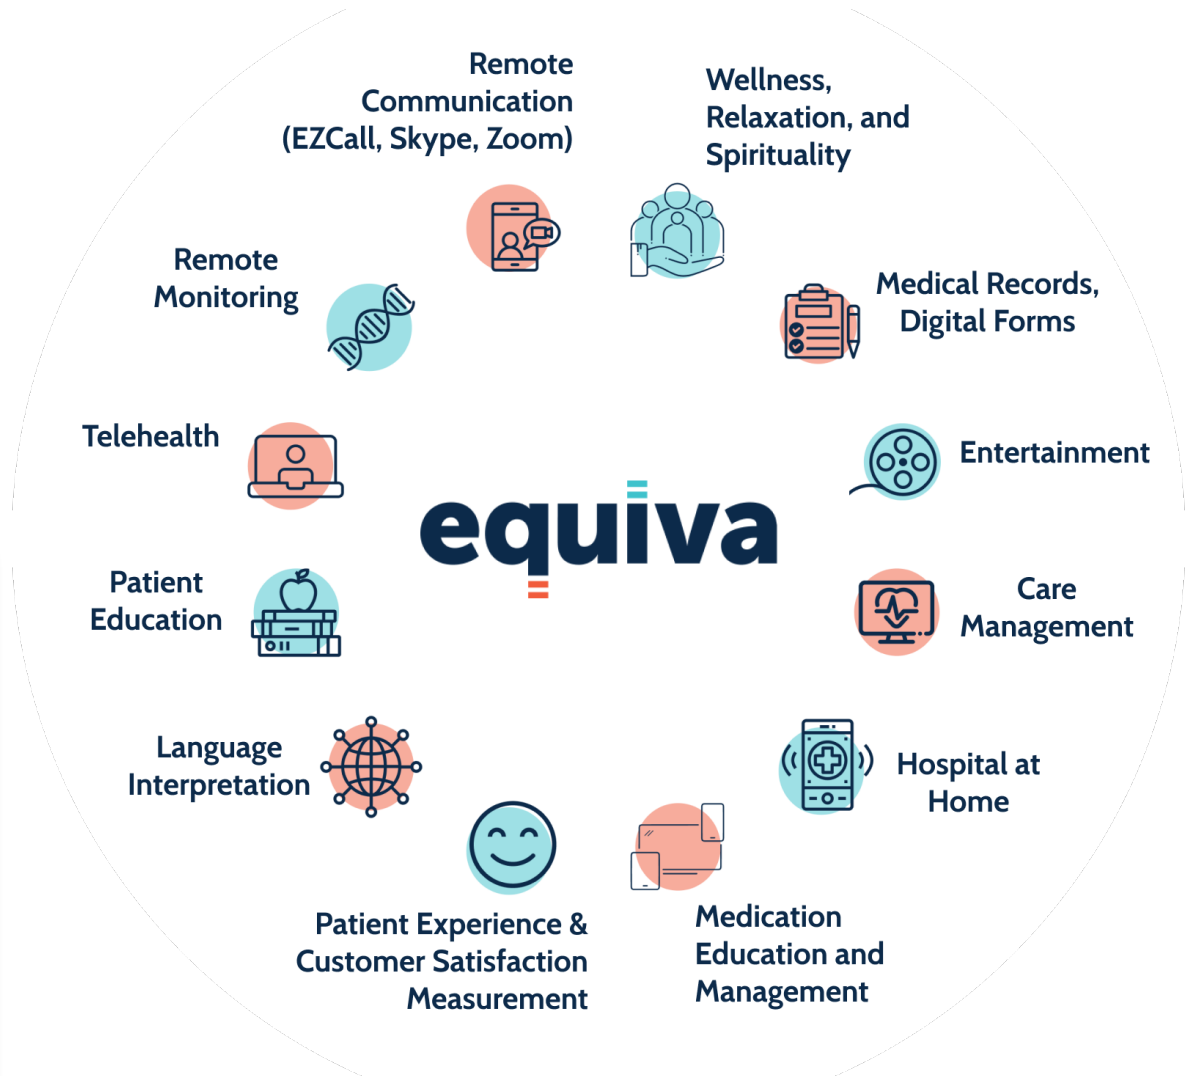 Remote
Communication
(EZCall, Skype, Zoom)
Wellness,
Relaxation, and
Spirituality
Medical Records,
Digital Forms
Entertainment
Care
Management
Hospital at
Home
Medication
Education and
Management
Patient Experience &
Customer Satisfaction
Measurement
Language
Interpretation
Patient
Education
Telehealth
Remote
Monitoring
equiva